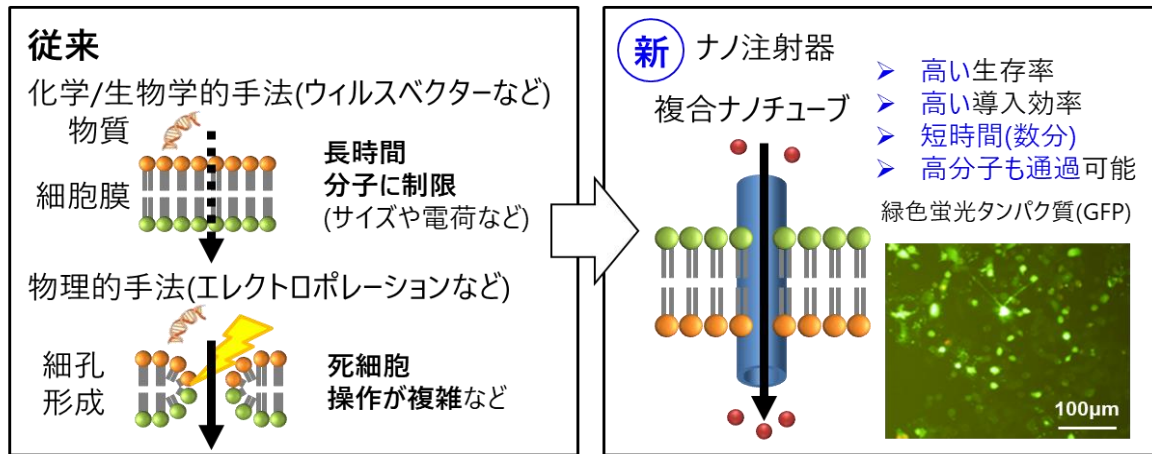 従来
化学/生物学的手法(ウィルスベクターなど)
物質
細胞膜
長時間
分子に制限
(サイズや電荷など)
物理的手法(エレクトロポレーションなど)
細孔
形成
死細胞
操作が複雑など
新 ナノ注射器
複合ナノチューブ
➢ 高い生存率
➢ 高い導入効率
➢ 短時間(数分)
➢ 高分子も通過可能
緑色蛍光タンパク質(GFP)
100μm